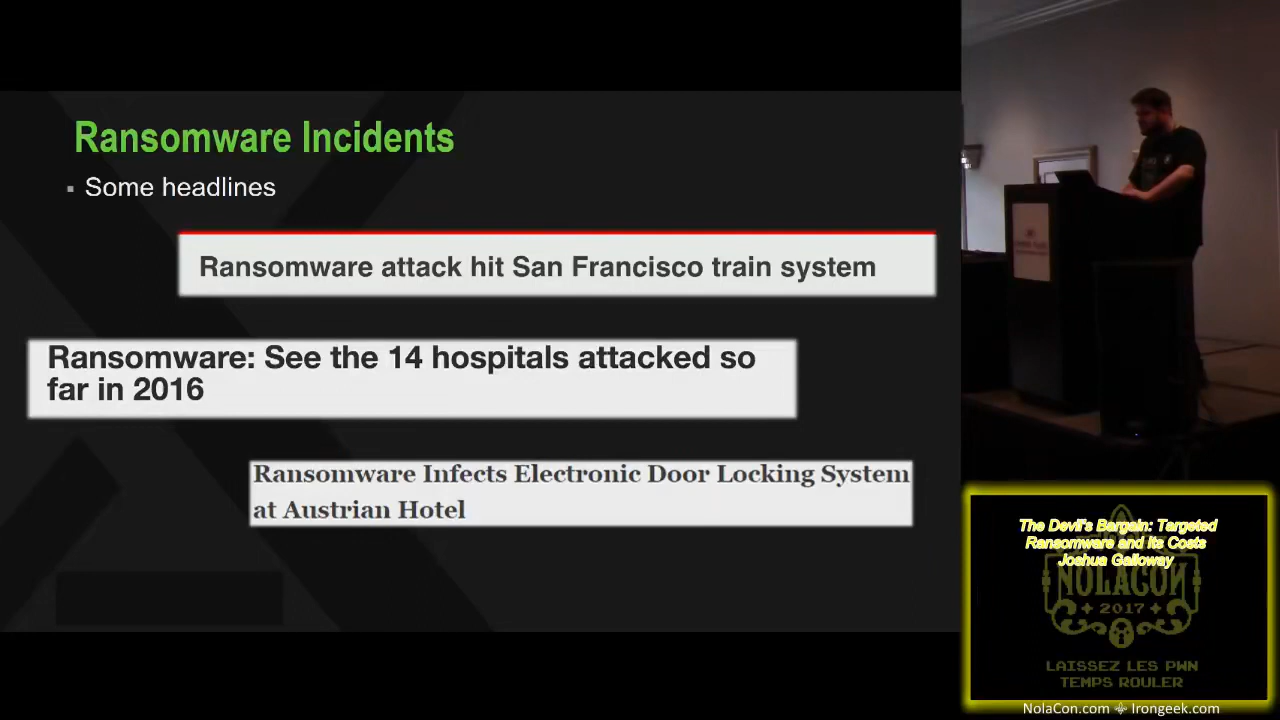 Ransomware Incidents
Some headlines
Ransomware attack hit San Francisco train system
Ransomware: See the 14 hospitals attacked so
far in 2016
Ransomware Infects Electronic Door Locking System
at Austrian Hotel
The Devil's Bargain: Targeted
Ransomware and its Costs
Joshua Galloway
NOLACON
2017
LAISSEZ LES PWN
TEMPS ROULER
NolaCon.com Irongeek.com